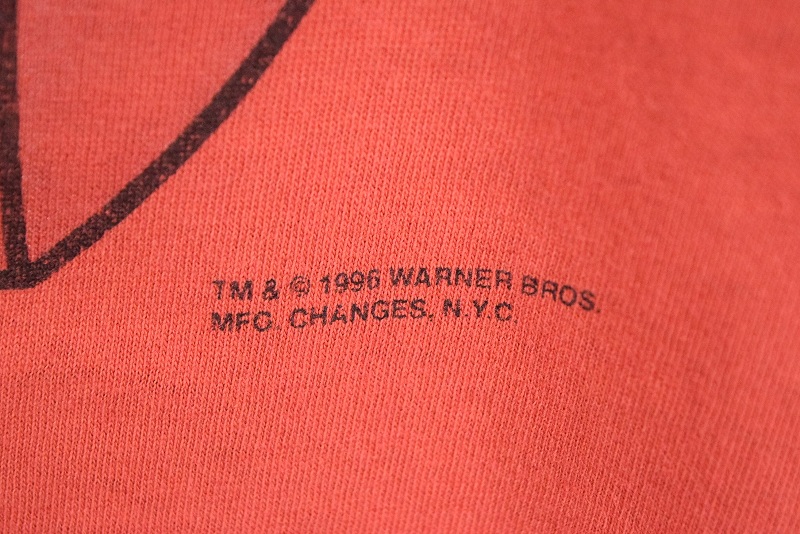 TM & © 1996 WARNER BROS.
MFG. CHANGES, N.Y.C.